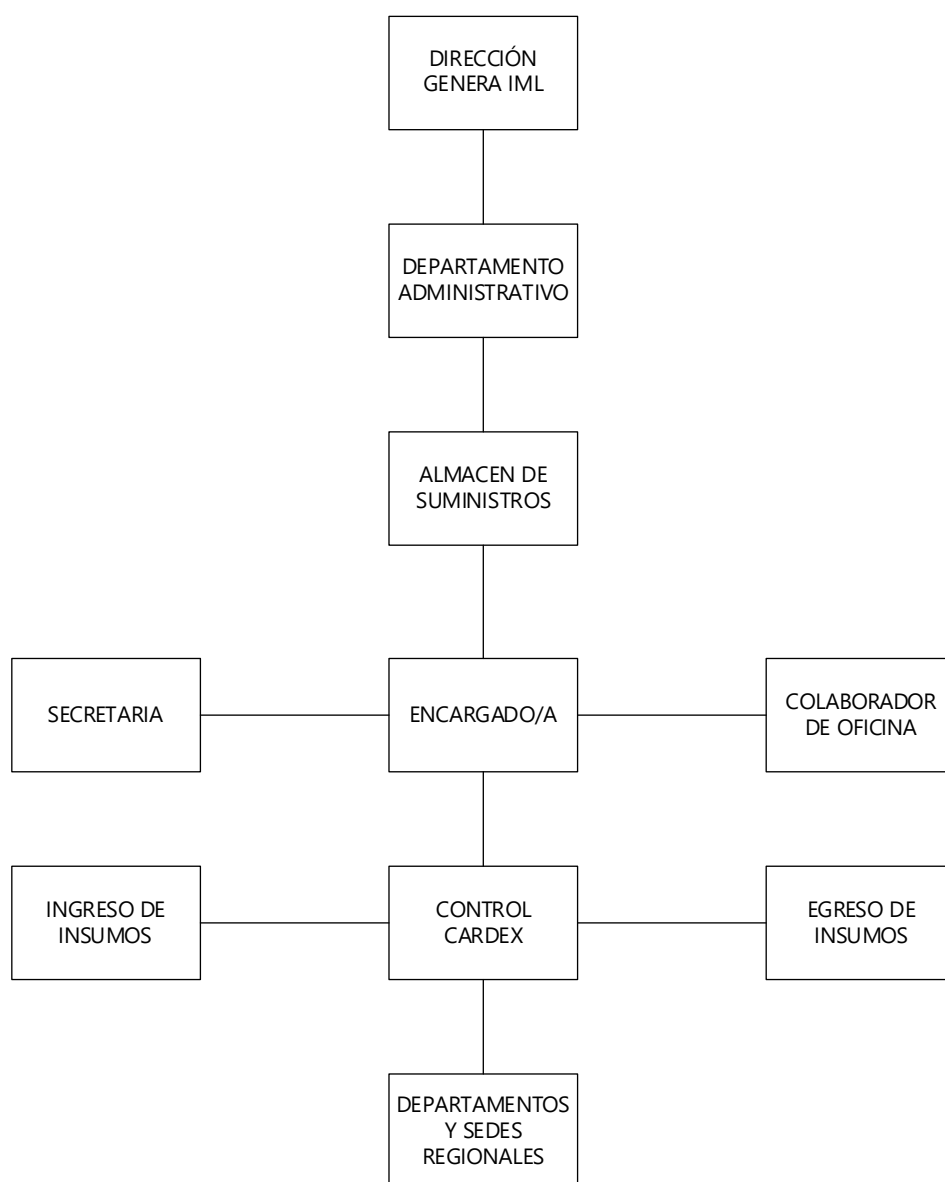 DIRECCIÓN
GENERA IML
DEPARTAMENTO
ADMINISTRATIVO
ALMACEN DE
SUMINISTROS
SECRETARIA
ENCARGADO/A
COLABORADOR
DE OFICINA
INGRESO DE
INSUMOS
CONTROL
CARDEX
EGRESO DE
INSUMOS
DEPARTAMENTOS
Y SEDES
REGIONALES